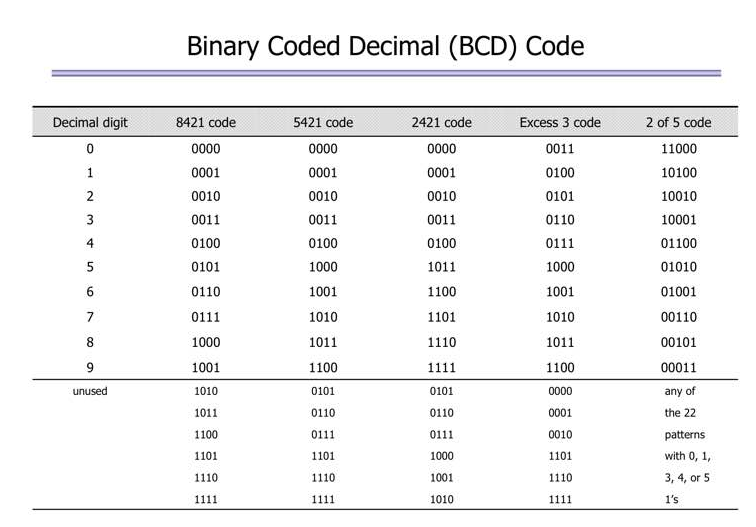 Binary Coded Decimal (BCD) Code
Decimal digit 8421 code 5421 code 2421 code Excess 3 code 2 of 5 code
0 0000 0000 0000 0011 11000
1 0001 0001 0001 0100 10100
2 0010 0010 0010 0101 10010
3 0011 0011 0011 0110 10001
4 0100 0100 0100 0111 01100
5 0101 1000 1011 1000 01010
6 0110 1001 1100 1001 01001
7 0111 1010 1101 1010 00110
8 1000 1011 1110 1011 00101
9 1001 1100 1111 1100 00011
unused 1010 0101 0101 0000 any of
1011 0110 0110 0001 the 22
1100 0111 0111 0010 patterns
1101 1101 1000 1101 with 0, 1,
1110 1110 1001 1110 3, 4, or 5
1111 1111 1010 1111 1's